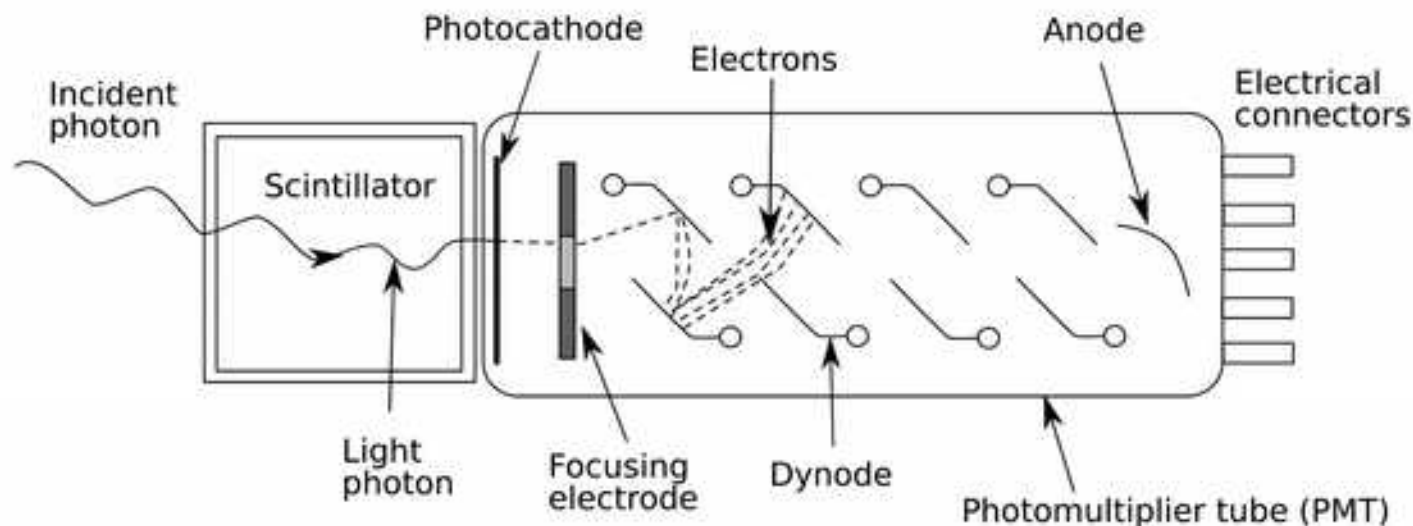 Photocathode
Anode
Electrons
Electrical
connectors
Incident
photon
Scintillator
Light
photon
Focusing
electrode
Dynode
Photomultiplier tube (PMT)